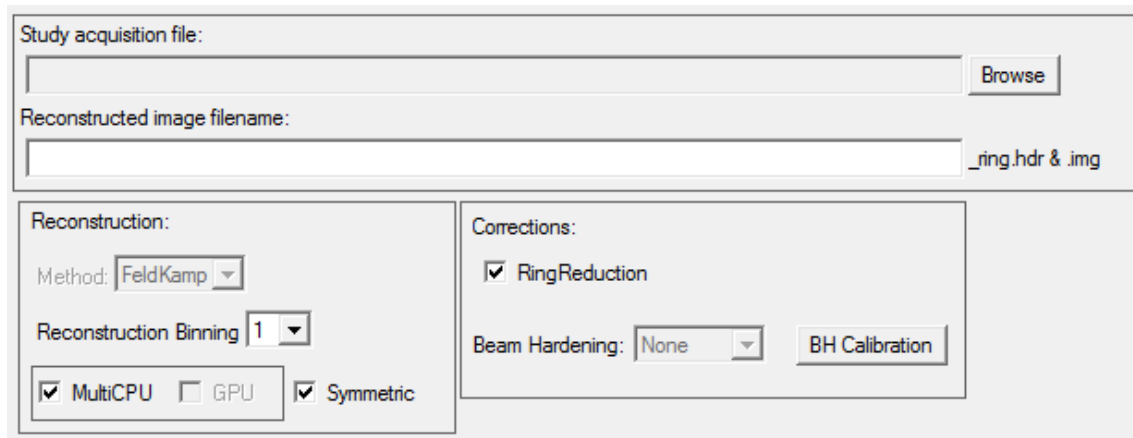 Study acquisition file:
Browse
Reconstructed image filename:
_ring.hdr & .img
Reconstruction:
Method: FeldKamp
Reconstruction Binning 1
MultiCPU GPU Symmetric
Corrections:
RingReduction
Beam Hardening: None BH Calibration